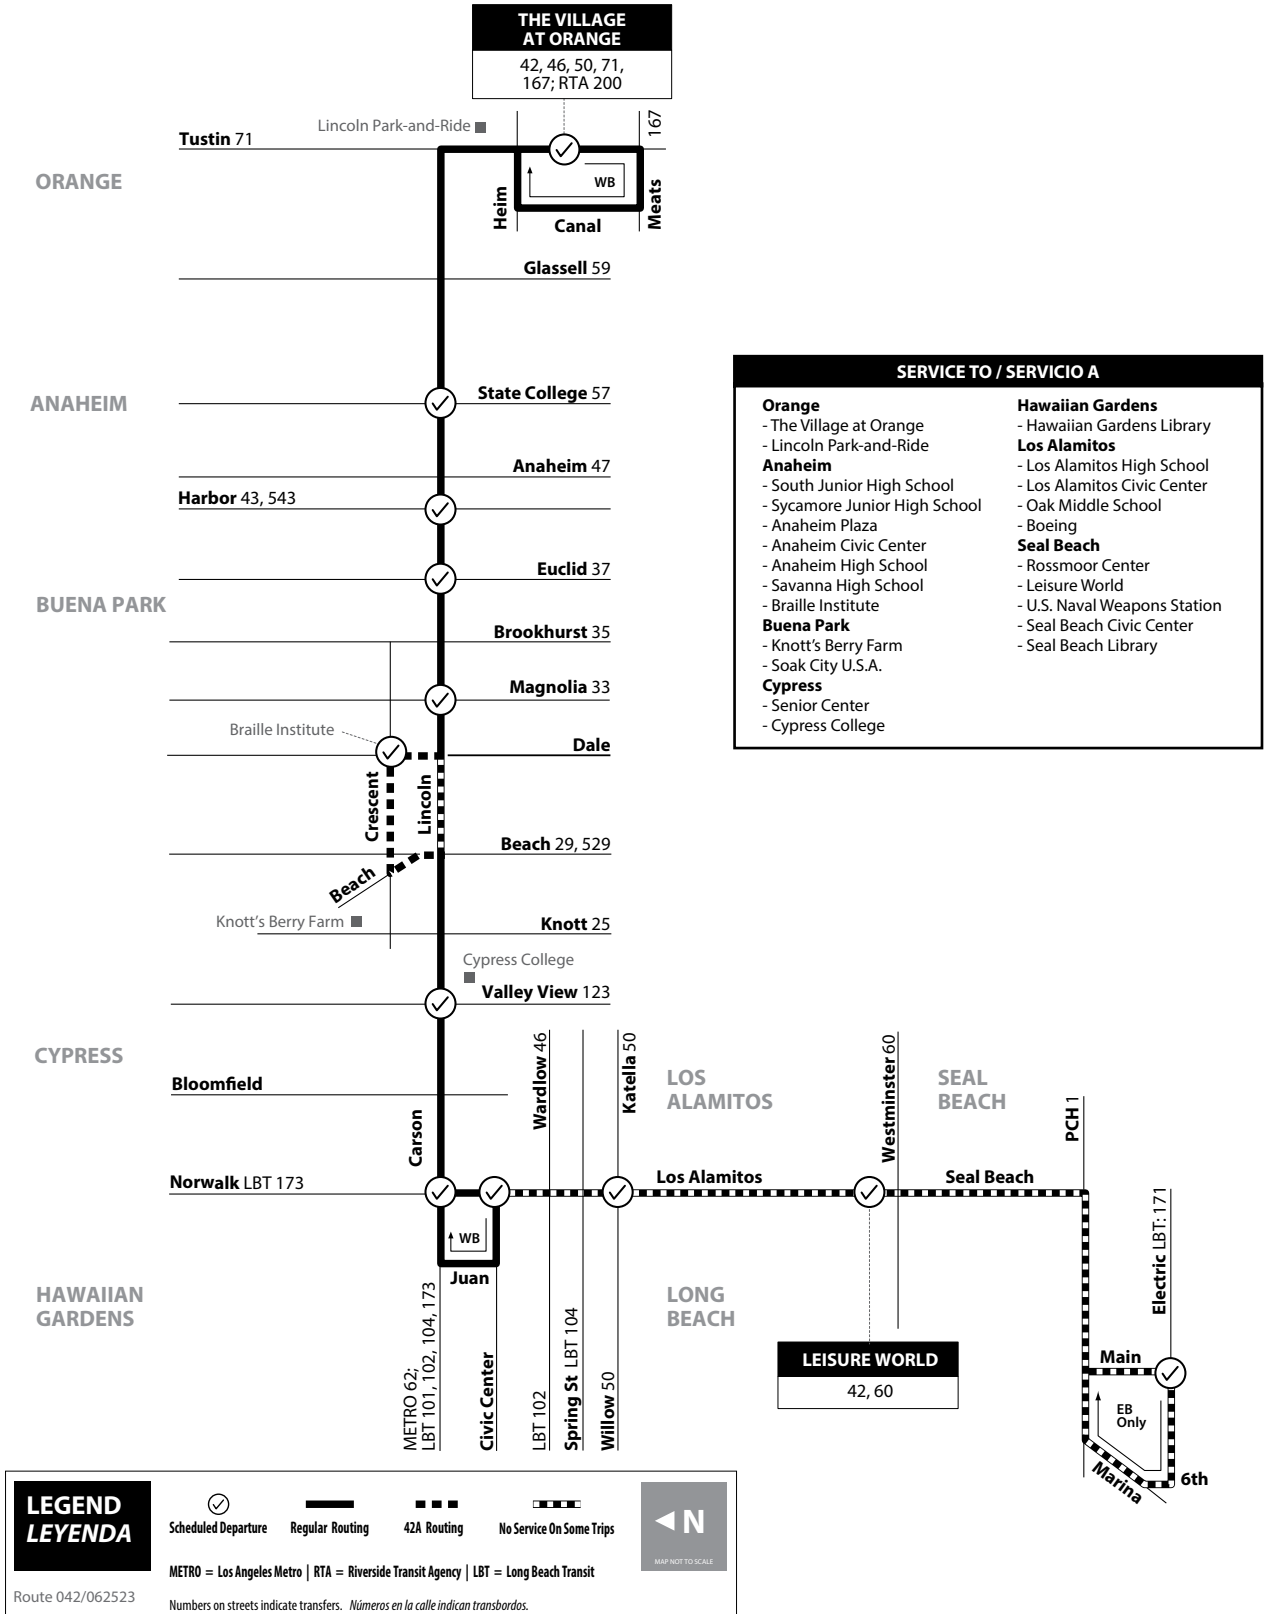 THE VILLAGE
AT ORANGE
42, 46, 50, 71,
167; RTA 200
Lincoln Park-and-Ride
167
Tustin 71
ORANGE
WB
Heim
Meats
Canal
Glassell 59
ANAHEIM
State College 57
Anaheim 47
Harbor 43, 543
Euclid 37
BUENA PARK
Brookhurst 35
Magnolia 33
Braille Institute
Dale
Crescent
Lincoln
Beach 29, 529
Beach
Knott's Berry Farm
Knott 25
Cypress College
Valley View 123
CYPRESS
Bloomfield
Carson
Wardlow 46
Katella 50
LOS
ALAMITOS
Westminster 60
SEAL
BEACH
PCH 1
Norwalk LBT 173
Los Alamitos
Seal Beach
WB
Juan
HAWAIIAN
GARDENS
METRO 62;
LBT 101, 102, 104, 173
Civic Center
LBT 102
Spring St LBT 104
Willow 50
LONG
BEACH
LEISURE WORLD
42, 60
Electric LBT: 171
Main
EB
Only
Marina
6th
SERVICE TO / SERVICIO A
Orange
- The Village at Orange
- Lincoln Park-and-Ride
Anaheim
- South Junior High School
- Sycamore Junior High School
- Anaheim Plaza
- Anaheim Civic Center
- Anaheim High School
- Savanna High School
- Braille Institute
Buena Park
- Knott's Berry Farm
- Soak City U.S.A.
Cypress
- Senior Center
- Cypress College
Hawaiian Gardens
- Hawaiian Gardens Library
Los Alamitos
- Los Alamitos High School
- Los Alamitos Civic Center
- Oak Middle School
- Boeing
Seal Beach
- Rossmoor Center
- Leisure World
- U.S. Naval Weapons Station
- Seal Beach Civic Center
- Seal Beach Library
LEGEND
LEYENDA
Route 042/062523
Scheduled Departure
Regular Routing
42A Routing
No Service On Some Trips
METRO = Los Angeles Metro | RTA = Riverside Transit Agency | LBT = Long Beach Transit
Numbers on streets indicate transfers. Números en la calle indican transbordos.
N
MAP NOT TO SCALE